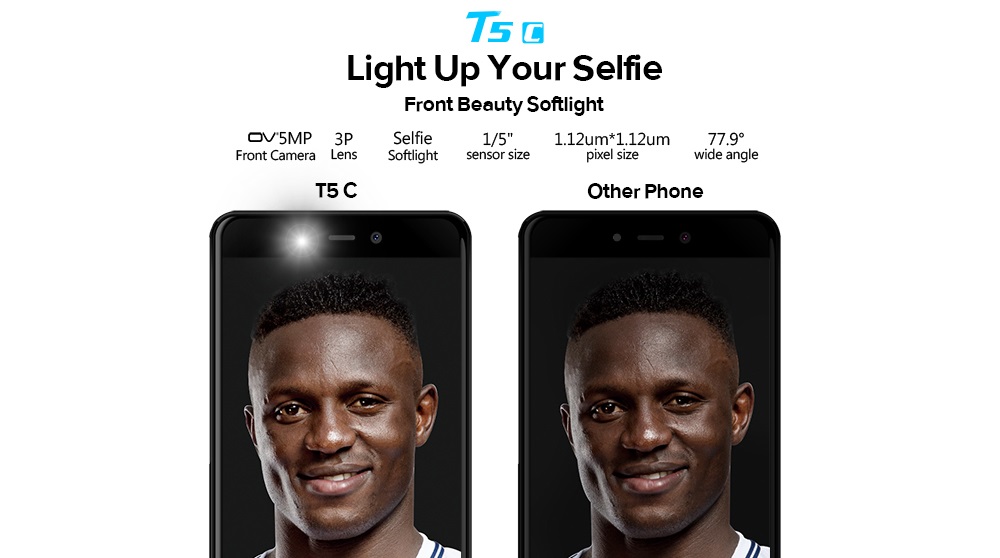 T5 C
Light Up Your Selfie
Front Beauty Softlight
OV 5MP
Front Camera
3P
Lens
Selfie
Softlight
1/5"
sensor size
1.12um*1.12um
pixel size
77.9°
wide angle
T5 C
Other Phone